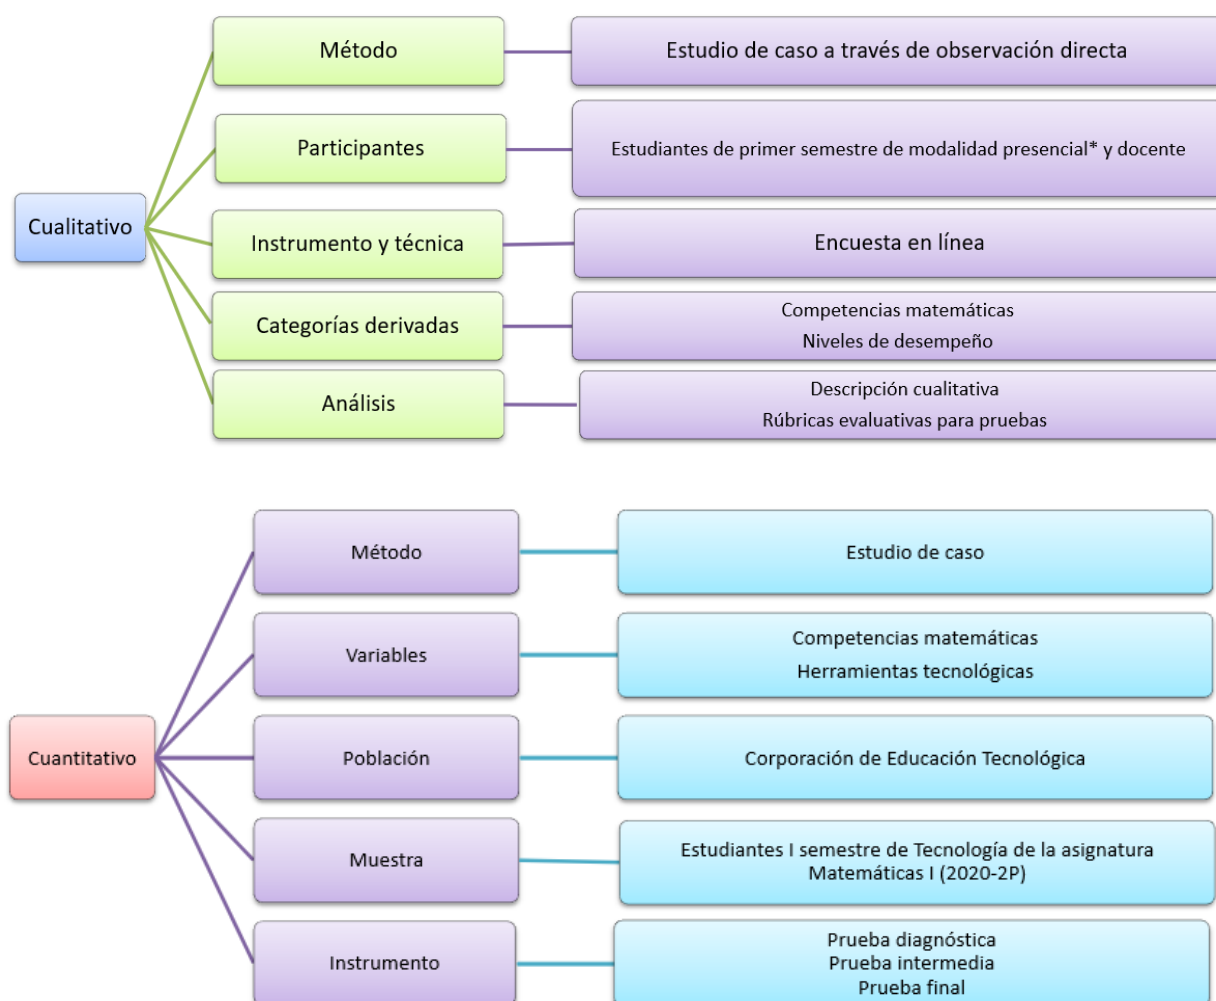 Cualitativo
Método
Estudio de caso a través de observación directa
Participantes
Estudiantes de primer semestre de modalidad presencial* y docente
Instrumento y técnica
Encuesta en línea
Categorías derivadas
Competencias matemáticas
Niveles de desempeño
Análisis
Descripción cualitativa
Rúbricas evaluativas para pruebas
Cuantitativo
Método
Estudio de caso
Variables
Competencias matemáticas
Herramientas tecnológicas
Población
Corporación de Educación Tecnológica
Muestra
Estudiantes I semestre de Tecnología de la asignatura
Matemáticas I (2020-2P)
Instrumento
Prueba diagnóstica
Prueba intermedia
Prueba final